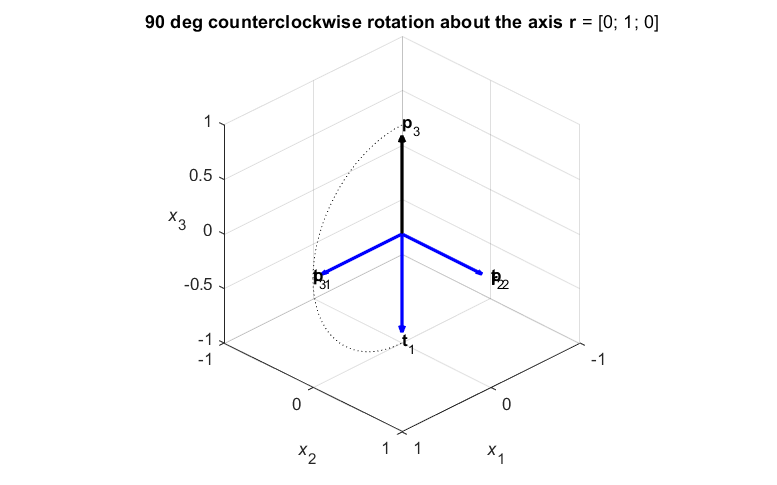 90 deg counterclockwise rotation about the axis r = [0; 1; 0]
p3
1
0.5
x3
0
-0.5
-1
-1
-1
t1
0
0
x2
1
1
x1